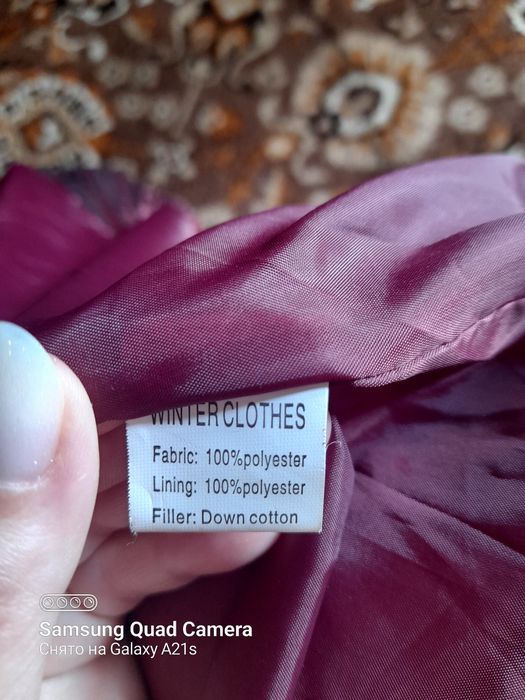 WINTER CLOTHES
Fabric: 100%polyester
Lining: 100%polyester
Filler: Down cotton
Samsung Quad Camera
Снято на Galaxy A21s